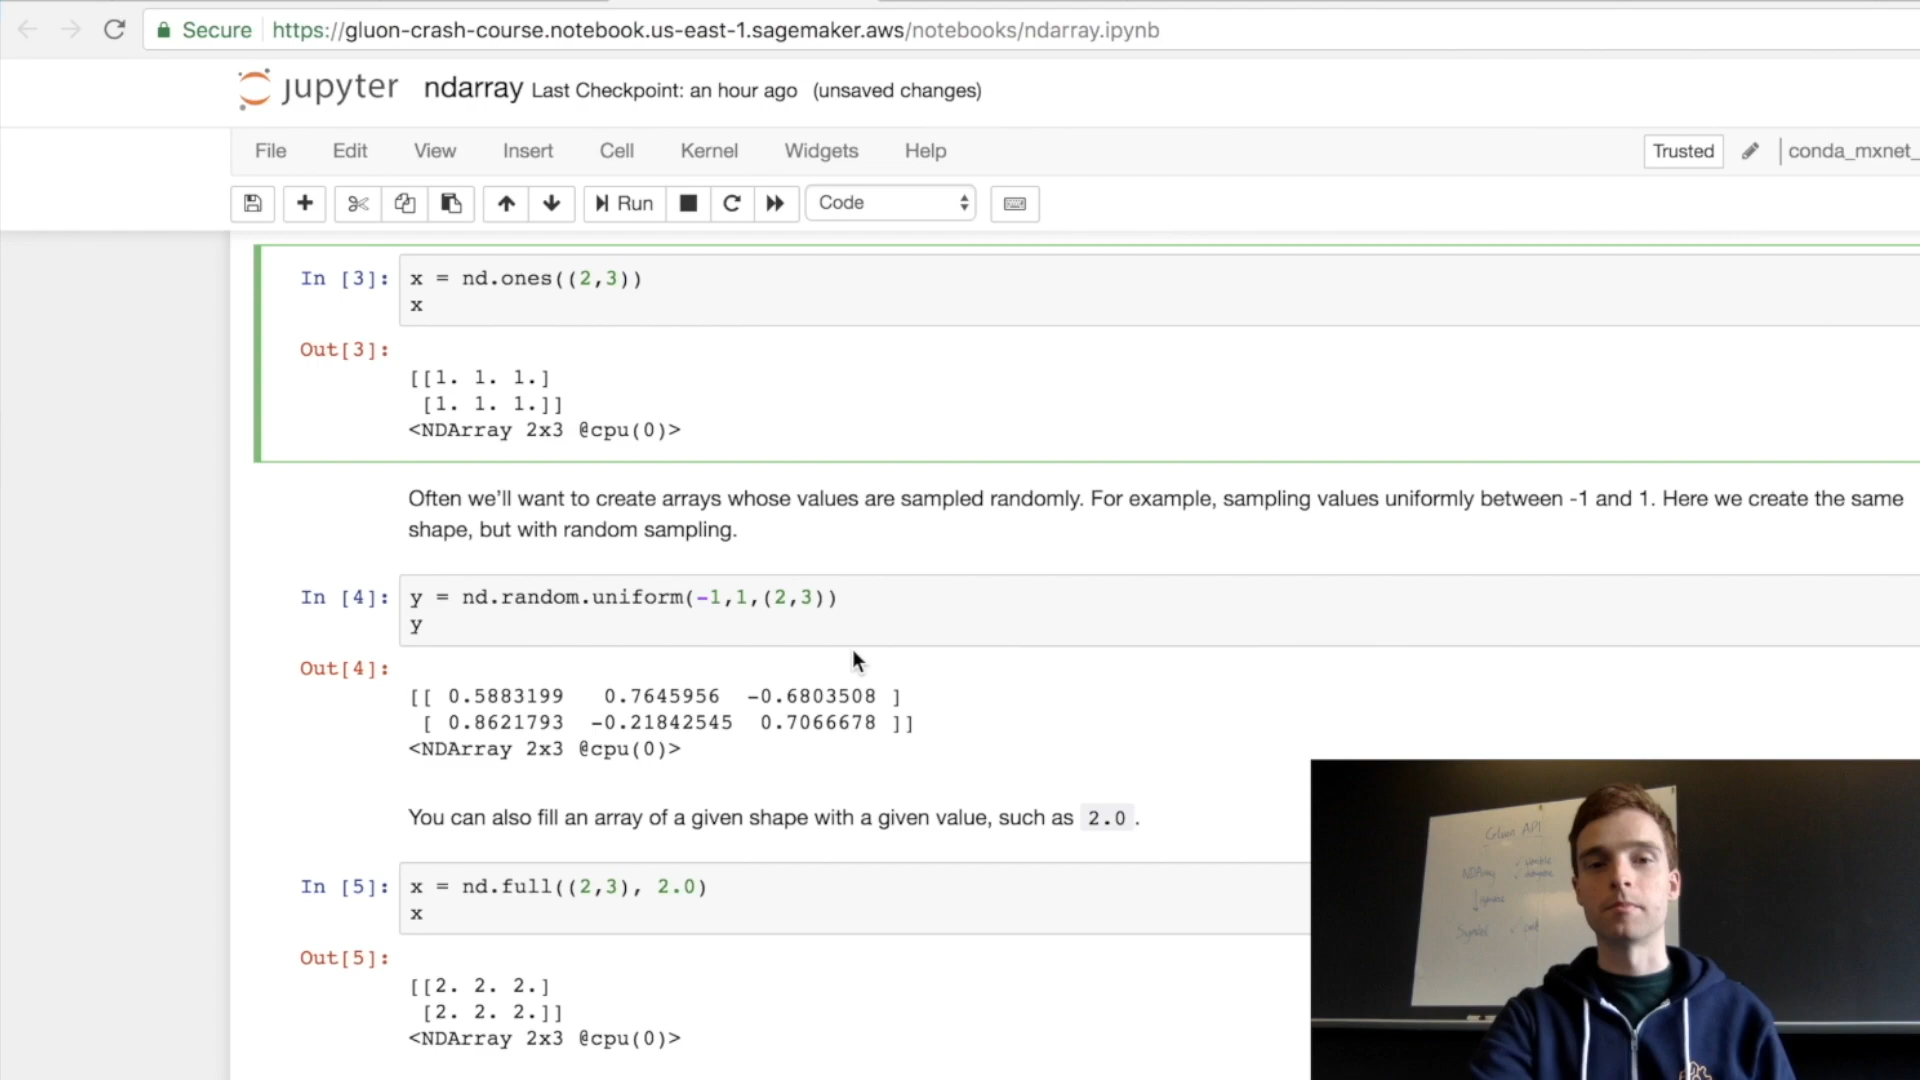 Secure https://gluon-crash-course.notebook.us-east-1.sagemaker.aws/notebooks/ndarray.ipynb
jupyter ndarray Last Checkpoint: an hour ago (unsaved changes)
File Edit View Insert Cell Kernel Widgets Help Trusted conda_mxnet_
Run Code
In [3]: x = nd.ones((2,3))
x
Out[3]:
[[1. 1. 1.]
[1. 1. 1.]]
<NDArray 2x3 @cpu(0)>
Often we'll want to create arrays whose values are sampled randomly. For example, sampling values uniformly between -1 and 1. Here we create the same
shape, but with random sampling.
In [4]: y = nd.random.uniform(-1,1,(2,3))
y
Out[4]:
[[ 0.5883199 0.7645956 -0.6803508 ]
[ 0.8621793 -0.21842545 0.7066678 ]]
<NDArray 2x3 @cpu(0)>
You can also fill an array of a given shape with a given value, such as 2.0 .
In [5]: x = nd.full((2,3), 2.0)
x
Out[5]:
[[2. 2. 2.]
[2. 2. 2.]]
<NDArray 2x3 @cpu(0)>
Gluon API
NDArray
Symbol